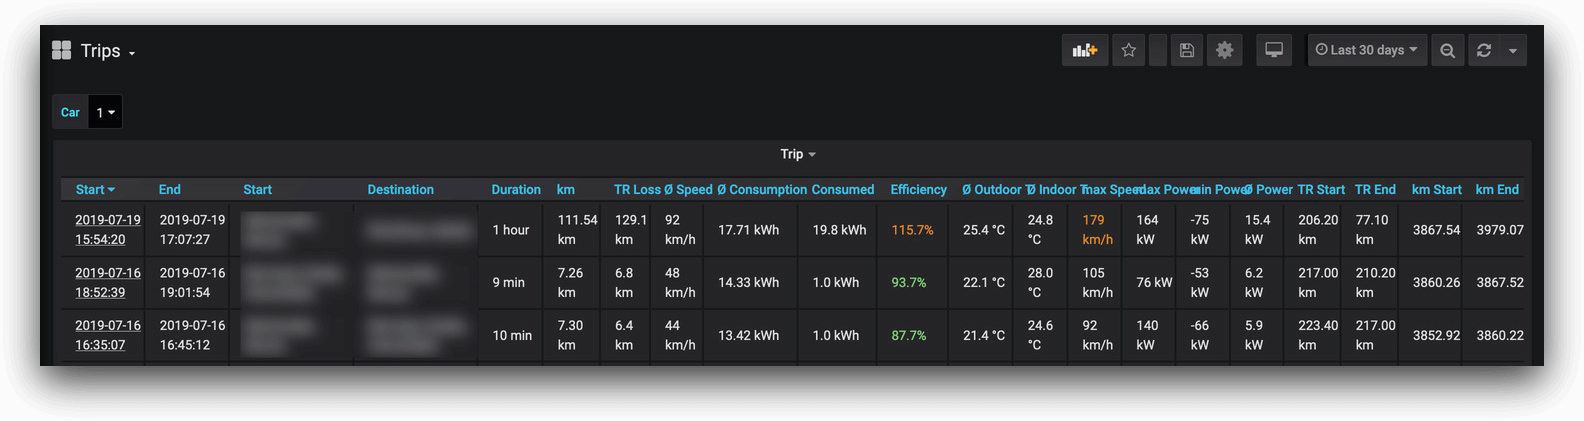 Trips
Last 30 days
Car 1
Trip
Start End Start Destination Duration km TR Loss Ø Speed Ø Consumption Consumed Efficiency Ø Outdoor T Ø Indoor T max Speed max Power min Power Ø Power TR Start TR End km Start km End
2019-07-19 2019-07-19 111.54 129.1 92 24.8 179 164 -75 15.4 206.20 77.10
1 hour 17.71 kWh 19.8 kWh 115.7% 25.4 °C 3867.54 3979.07
15:54:20 17:07:27 km km km/h °C km/h kW kW kW km km
2019-07-16 2019-07-16 7.26 6.8 48 28.0 105 -53 6.2 217.00 210.20
9 min 14.33 kWh 1.0 kWh 93.7% 22.1 °C 76 kW 3860.26 3867.52
18:52:39 19:01:54 km km km/h °C km/h kW kW km km
2019-07-16 2019-07-16 7.30 6.4 44 24.6 92 140 -66 5.9 223.40 217.00
10 min 13.42 kWh 1.0 kWh 87.7% 21.4 °C 3852.92 3860.22
16:35:07 16:45:12 km km km/h °C km/h kW kW kW km km